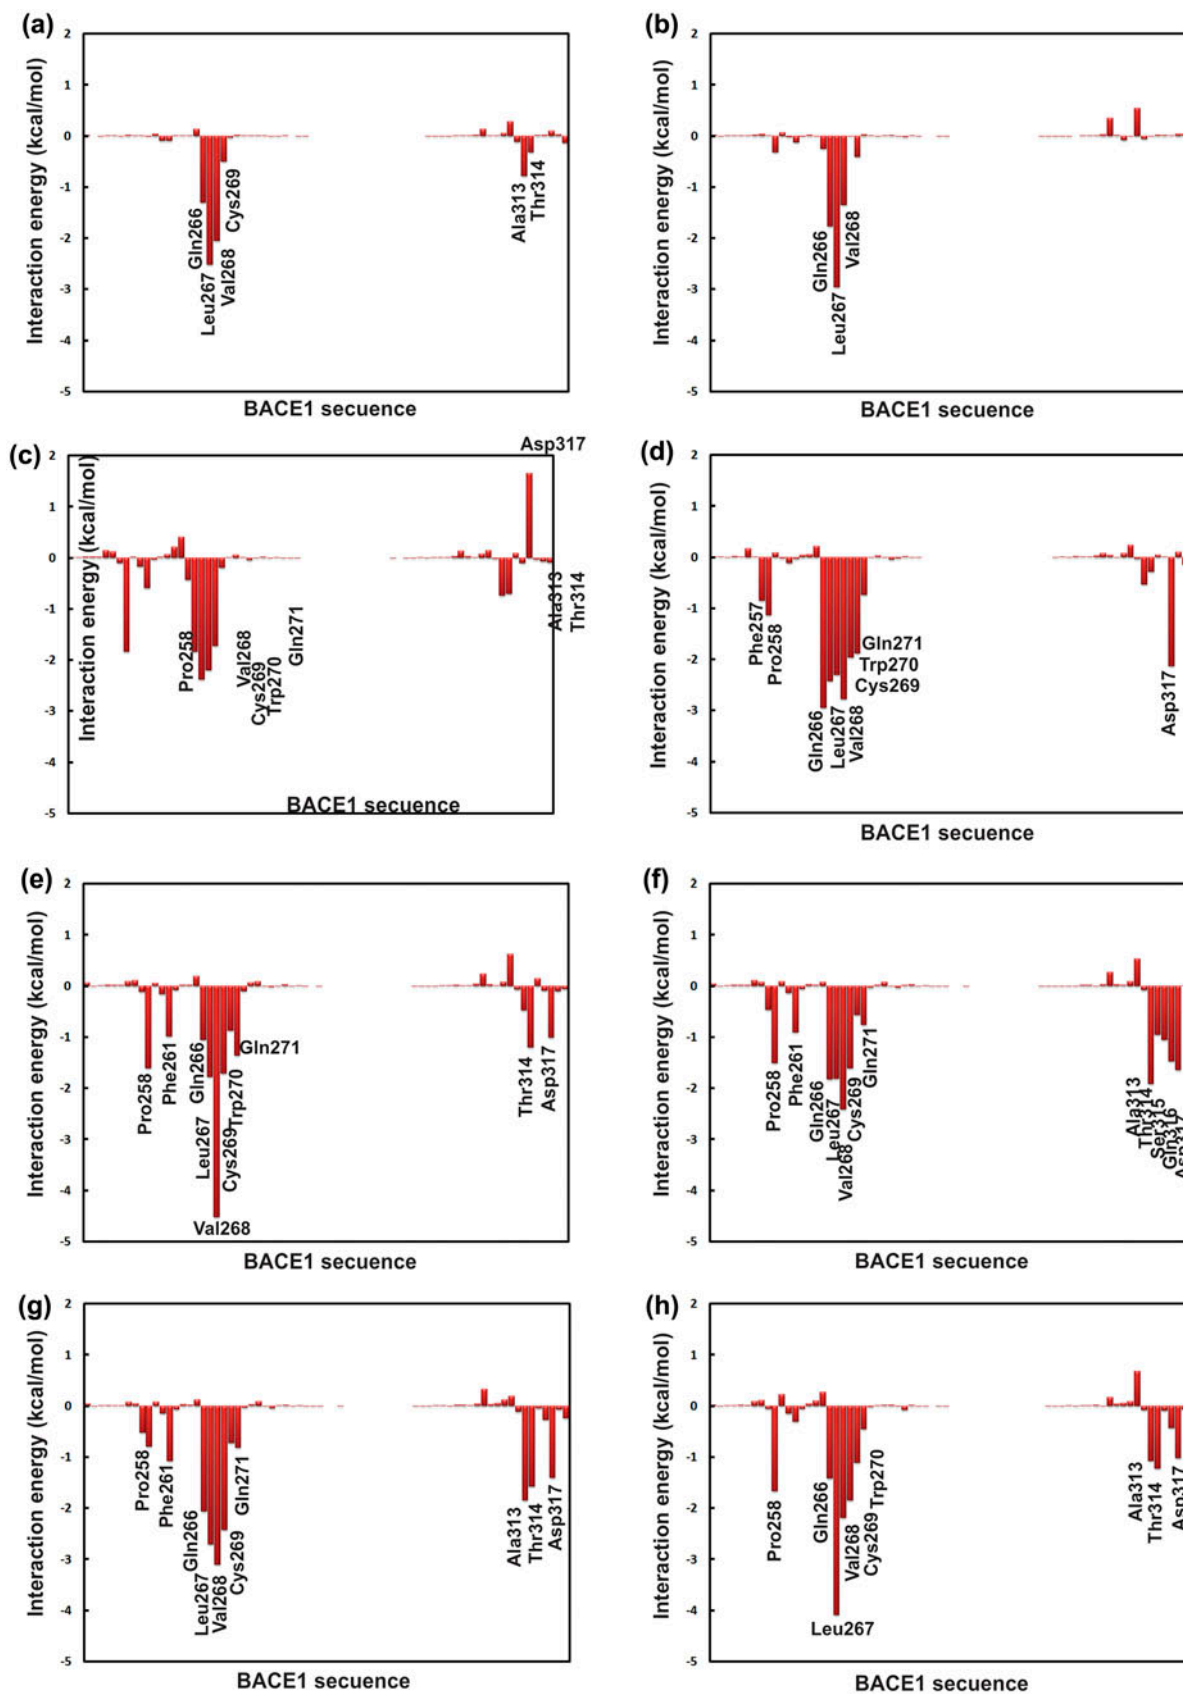 (a)
2
1
0
-1
-2
-3
-4
-5
Interaction energy (kcal/mol)
Gln266
Leu267
Val268
Cys269
Ala313
Thr314
BACE1 secuence
(b)
2
1
0
-1
-2
-3
-4
-5
Interaction energy (kcal/mol)
Gln266
Leu267
Val268
BACE1 secuence
(c)
2
1
0
-1
-2
-3
-4
-5
Interaction energy (kcal/mol)
Asp317
Pro258
Val268
Cys269
Trp270
Gln271
Ala313
Thr314
BACE1 secuence
(d)
2
1
0
-1
-2
-3
-4
-5
Interaction energy (kcal/mol)
Phe257
Pro258
Gln266
Leu267
Val268
Gln271
Trp270
Cys269
Asp317
BACE1 secuence
(e)
2
1
0
-1
-2
-3
-4
-5
Interaction energy (kcal/mol)
Pro258
Phe261
Gln266
Leu267
Val268
Cys269
Trp270
Gln271
Thr314
Asp317
BACE1 secuence
(f)
2
1
0
-1
-2
-3
-4
-5
Interaction energy (kcal/mol)
Pro258
Phe261
Gln266
Leu267
Val268
Cys269
Gln271
Ala313
Thr314
Ser315
Gln316
Asp317
BACE1 secuence
(g)
2
1
0
-1
-2
-3
-4
-5
Interaction energy (kcal/mol)
Pro258
Phe261
Gln266
Leu267
Val268
Cys269
Gln271
Ala313
Thr314
Asp317
BACE1 secuence
(h)
2
1
0
-1
-2
-3
-4
-5
Interaction energy (kcal/mol)
Pro258
Gln266
Leu267
Val268
Cys269
Trp270
Ala313
Thr314
Asp317
BACE1 secuence